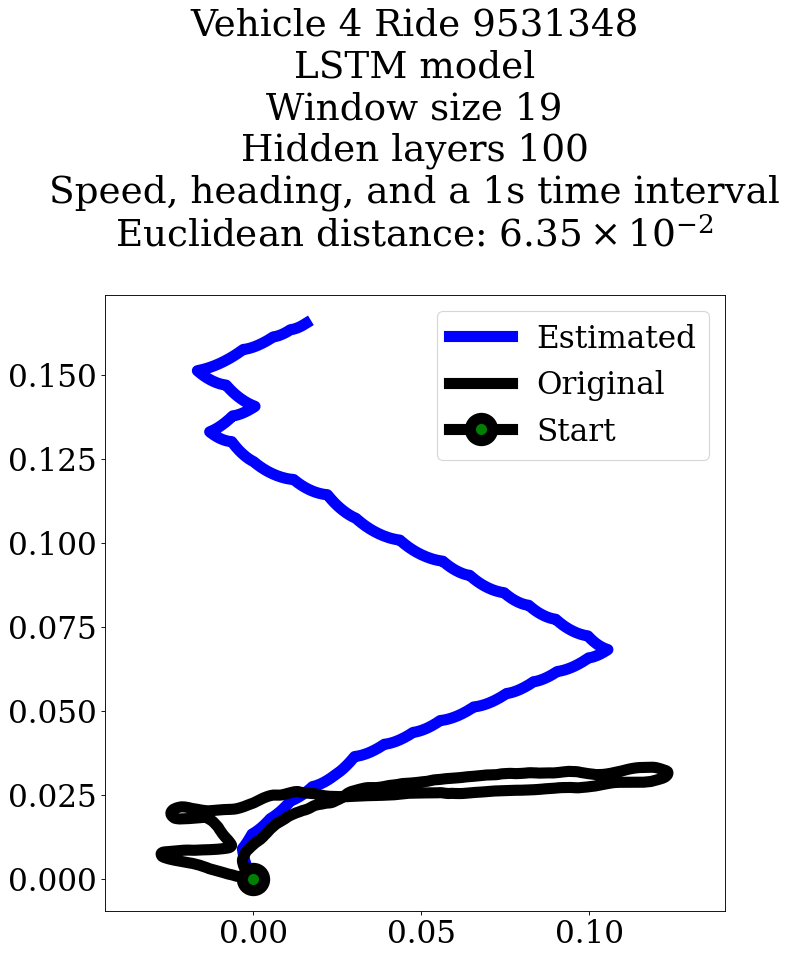 Vehicle 4 Ride 9531348
LSTM model
Window size 19
Hidden layers 100
Speed, heading, and a 1s time interval
Euclidean distance: 6.35 × 10⁻²
Estimated
Original
Start
0.150
0.125
0.100
0.075
0.050
0.025
0.000
0.00 0.05 0.10